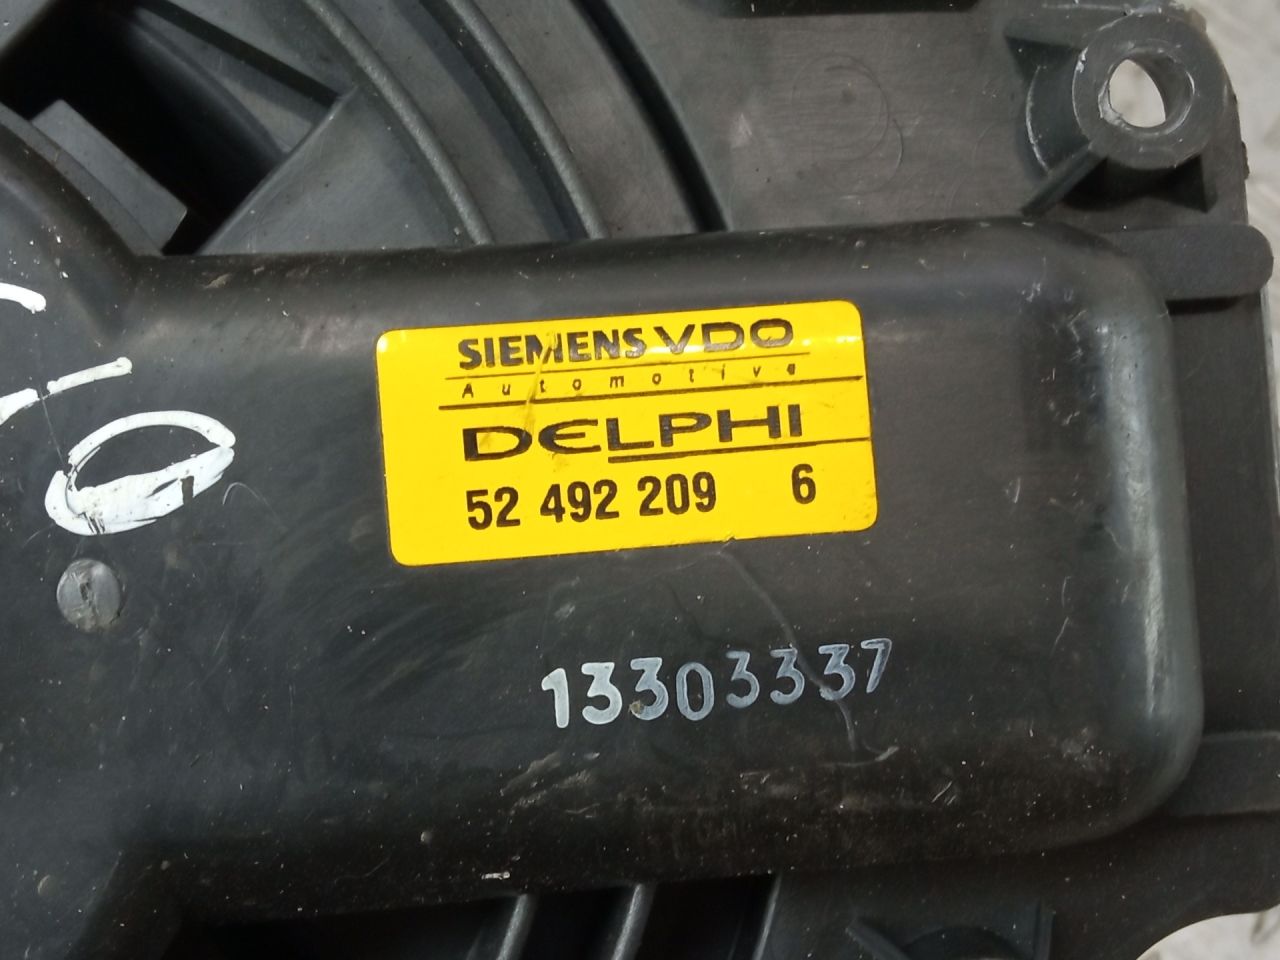 SIEMENS VDO
Automotive
DELPHI
52 492 209 6
13303337